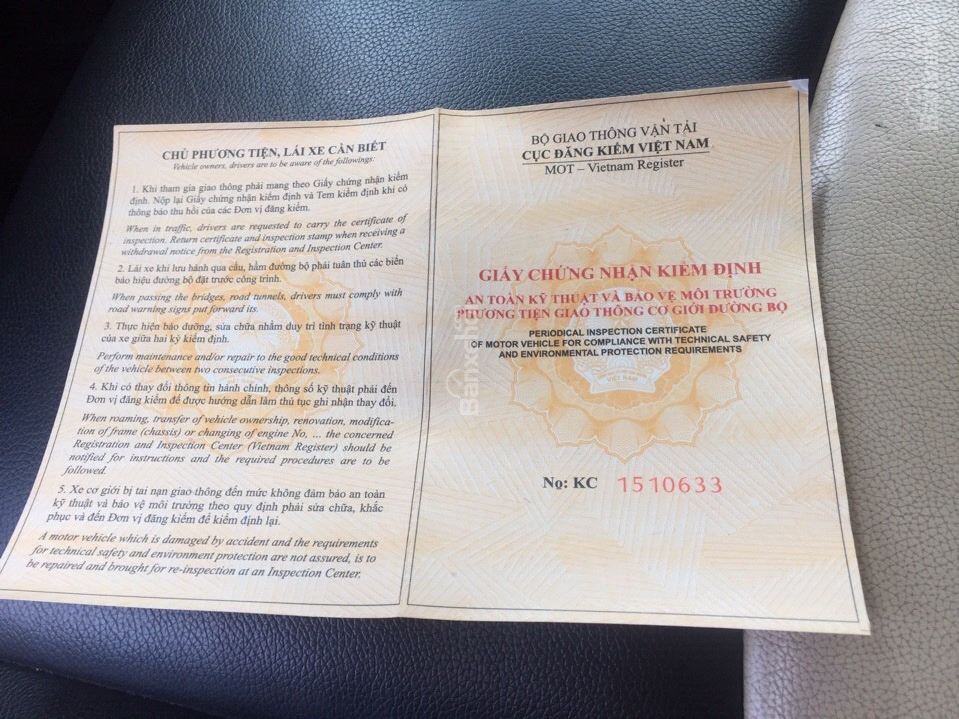 CHỦ PHƯƠNG TIỆN, LÁI XE CẦN BIẾT
Vehicle owners, drivers are to be aware of the followings:
1. Khi tham gia giao thông phải mang theo Giấy chứng nhận kiểm
định. Nộp lại Giấy chứng nhận kiểm định và Tem kiểm định khi có
thông báo thu hồi của các Đơn vị đăng kiểm.
When in traffic, drivers are requested to carry the certificate of
inspection. Return certificate and inspection stamp when receiving a
withdrawal notice from the Registration and Inspection Center.
2. Lái xe khi lưu hành qua cầu, hầm đường bộ phải tuân thủ các biển
báo hiệu đường bộ đặt trước công trình.
When passing the bridges, road tunnels, drivers must comply with
road warning signs put forward its.
3. Thực hiện bảo dưỡng, sửa chữa nhằm duy trì tình trạng kỹ thuật
của xe giữa hai kỳ kiểm định.
Perform maintenance and/or repair to the good technical conditions
of the vehicle between two consecutive inspections.
4. Khi có thay đổi thông tin hành chính, thông số kỹ thuật phải đến
Đơn vị đăng kiểm để được hướng dẫn làm thủ tục ghi nhận thay đổi.
When roaming, transfer of vehicle ownership, renovation, modifica-
tion of frame (chassis) or changing of engine No, ... the concerned
Registration and Inspection Center (Vietnam Register) should be
notified for instructions and the required procedures are to be
followed.
5. Xe cơ giới bị tai nạn giao thông đến mức không đảm bảo an toàn
kỹ thuật và bảo vệ môi trường theo quy định phải sửa chữa, khắc
phục và đến Đơn vị đăng kiểm để kiểm định lại.
A motor vehicle which is damaged by accident and the requirements
for technical safety and environment protection are not assured, is to
be repaired and brought for re-inspection at an Inspection Center.
BỘ GIAO THÔNG VẬN TẢI
CỤC ĐĂNG KIỂM VIỆT NAM
MOT – Vietnam Register
GIẤY CHỨNG NHẬN KIỂM ĐỊNH
AN TOÀN KỸ THUẬT VÀ BẢO VỆ MÔI TRƯỜNG
PHƯƠNG TIỆN GIAO THÔNG CƠ GIỚI ĐƯỜNG BỘ
PERIODICAL INSPECTION CERTIFICATE
OF MOTOR VEHICLE FOR COMPLIANCE WITH TECHNICAL SAFETY
AND ENVIRONMENTAL PROTECTION REQUIREMENTS
VIỆT NAM
No: KC 1510633